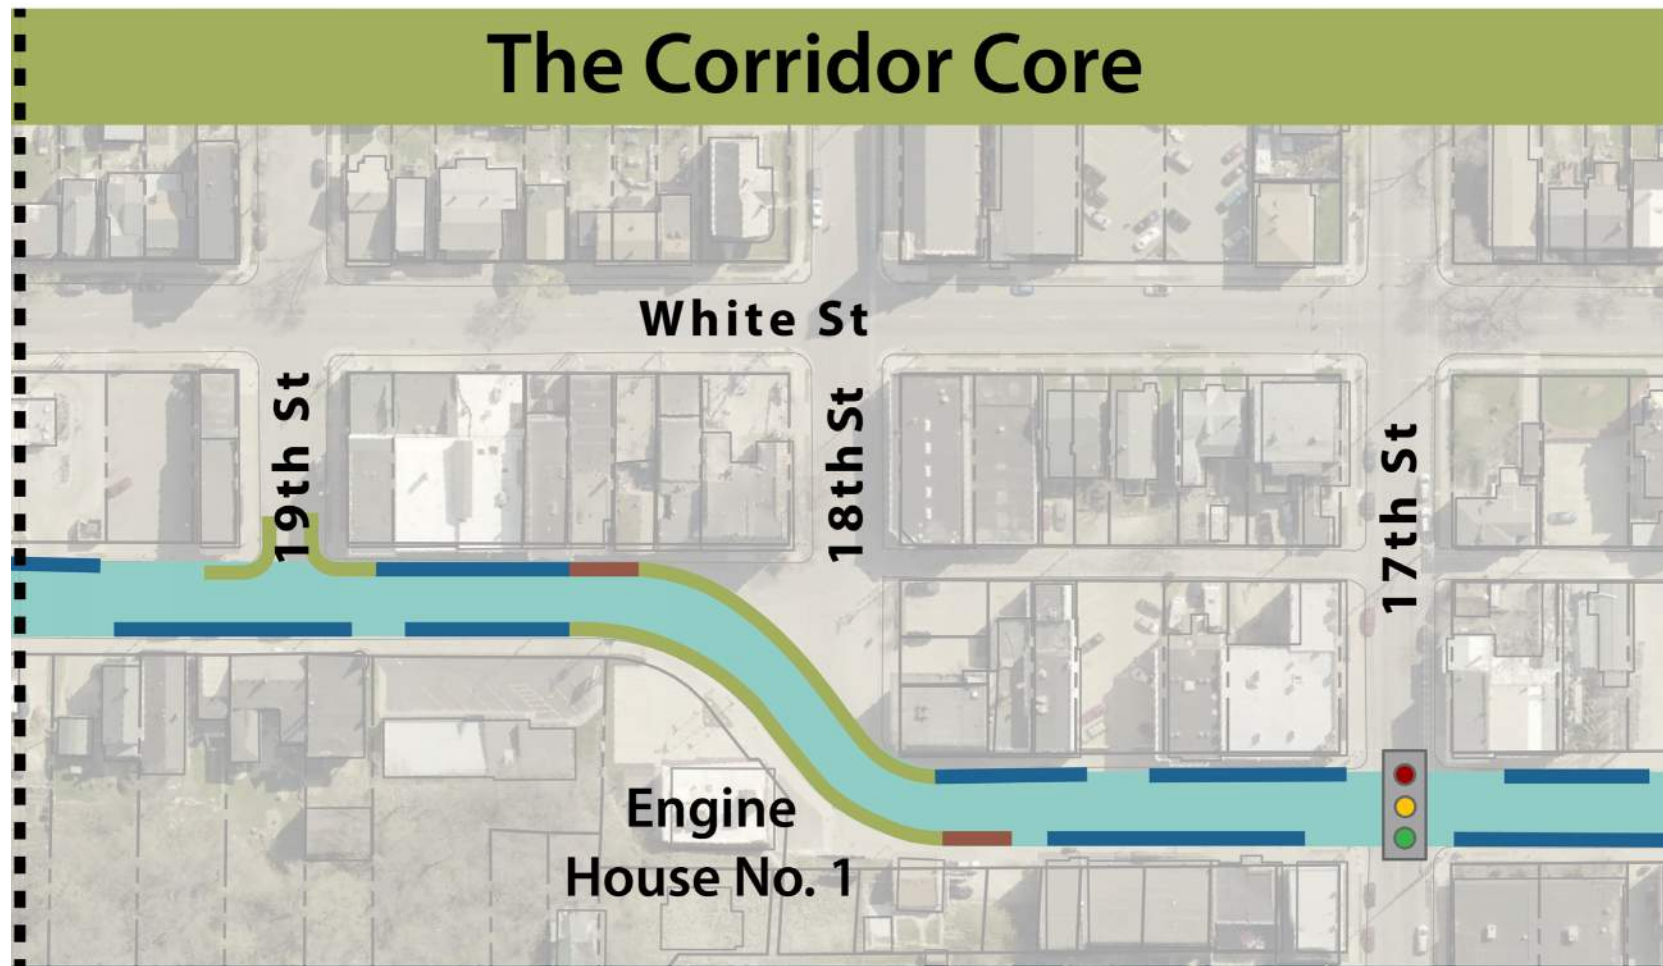 The Corridor Core
White St
19th St
18th St
17th St
Engine
House No. 1